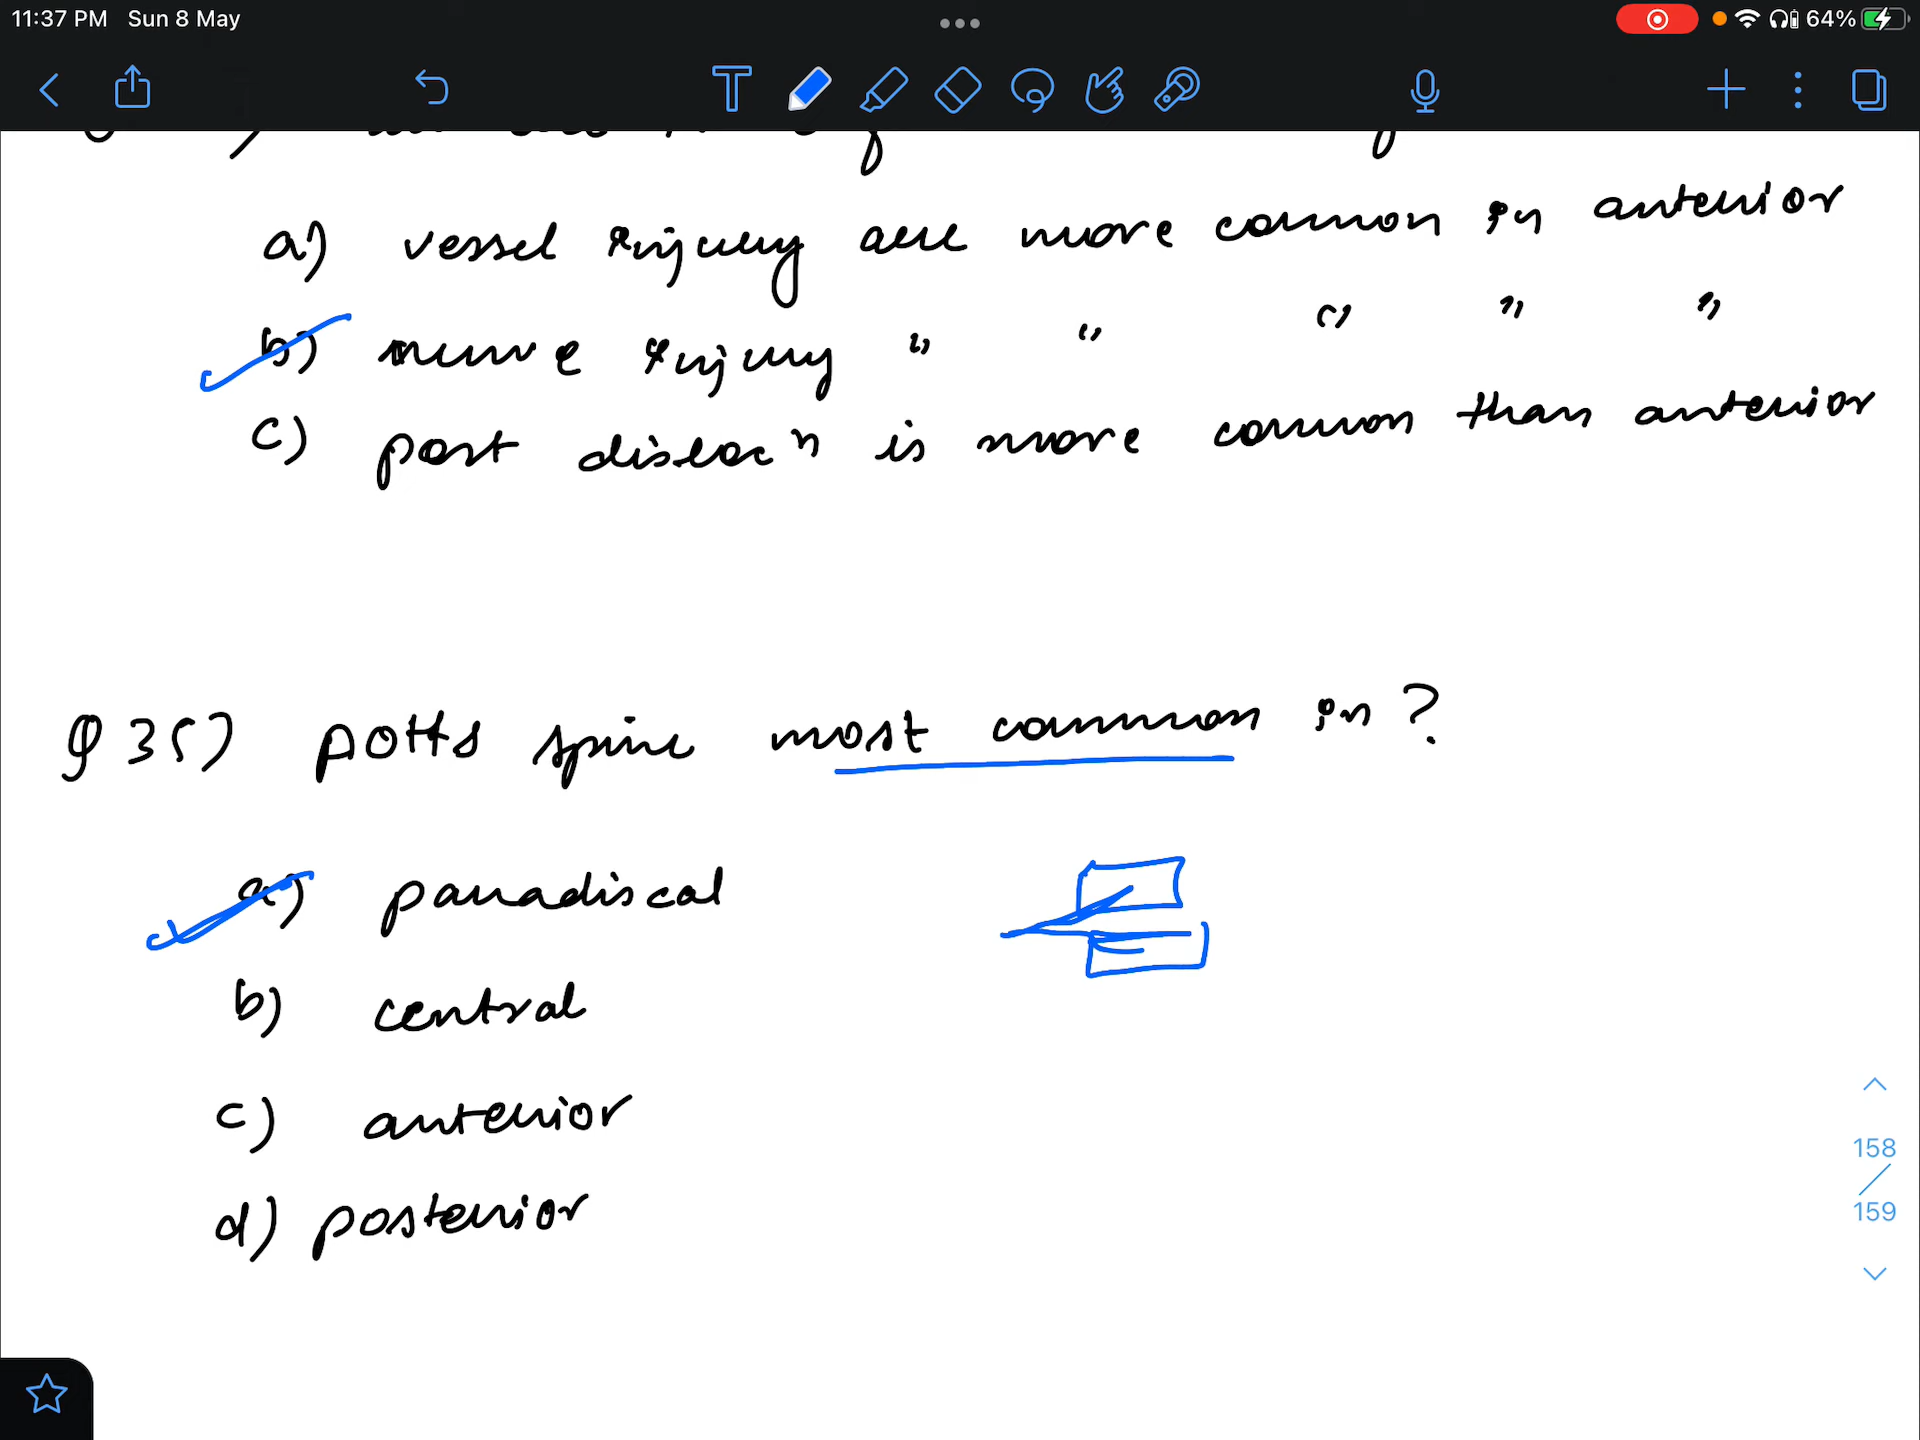 11:37 PM Sun 8 May
64%
a) vessel injury are more common in anterior
b) nerve injury " " " " "
c) post disloc^n is more common than anterior
Q 35) potts spine most common in?
a) paradiscal
b) central
c) anterior
d) posterior
158
159